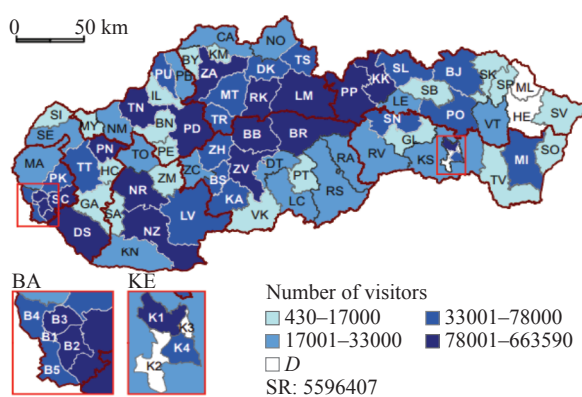 0 50 km
CA NO
BY KM TS
PU PB ZA DK SL BJ SK
IL MT RK LM PP KK SB SP ML
TN LE
SI MY NM BN TR PO HE SV
SE PD BB BR SN VT
PN TO PE ZH GL SO
MA TT HC ZC DT RA RV KS MI
PK ZM BS ZV PT
SC GA NR KA LC RS TV
SA LV VK
DS NZ
KN
BA KE
B4 B3 K1
B1 K3
B2 K4
B5 K2
Number of visitors
430–17000 33001–78000
17001–33000 78001–663590
D
SR: 5596407